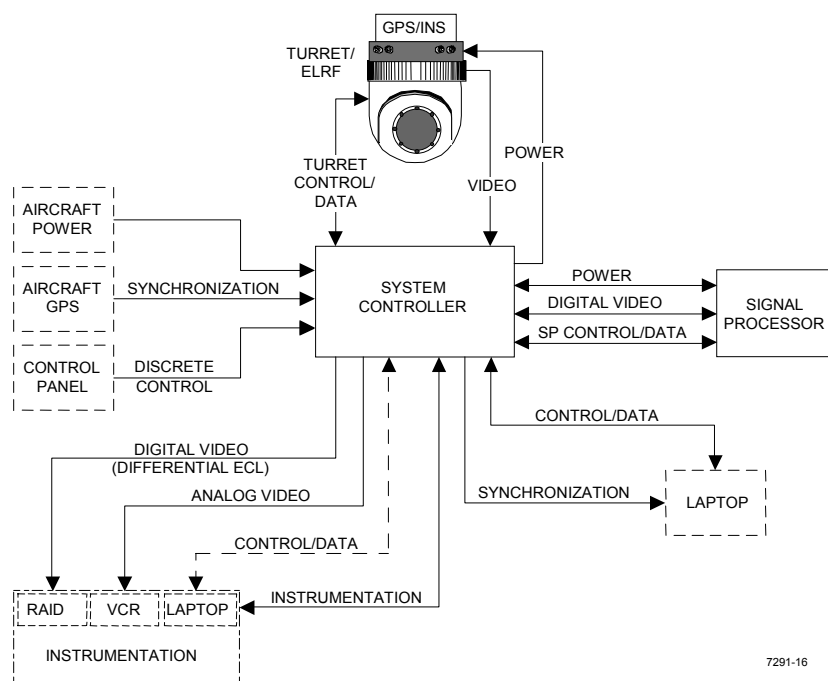 GPS/INS
TURRET/
ELRF
POWER
TURRET
CONTROL/
DATA
VIDEO
AIRCRAFT
POWER
AIRCRAFT
GPS
SYNCHRONIZATION
CONTROL
PANEL
DISCRETE
CONTROL
SYSTEM
CONTROLLER
POWER
DIGITAL VIDEO
SP CONTROL/DATA
SIGNAL
PROCESSOR
DIGITAL VIDEO
(DIFFERENTIAL ECL)
ANALOG VIDEO
CONTROL/DATA
CONTROL/DATA
SYNCHRONIZATION
LAPTOP
INSTRUMENTATION
RAID
VCR
LAPTOP
INSTRUMENTATION
7291-16